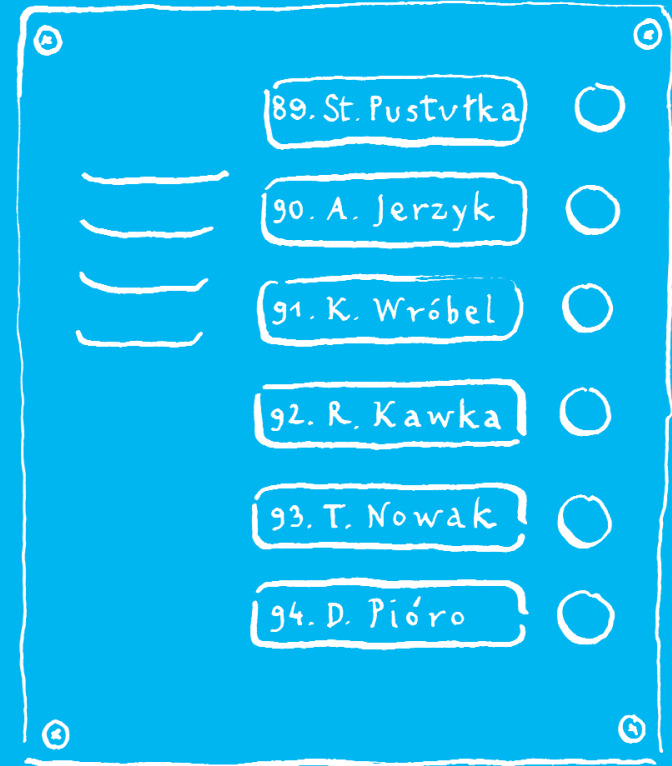 89. St. Pustułka
90. A. Jerzyk
91. K. Wróbel
92. R. Kawka
93. T. Nowak
94. D. Pióro